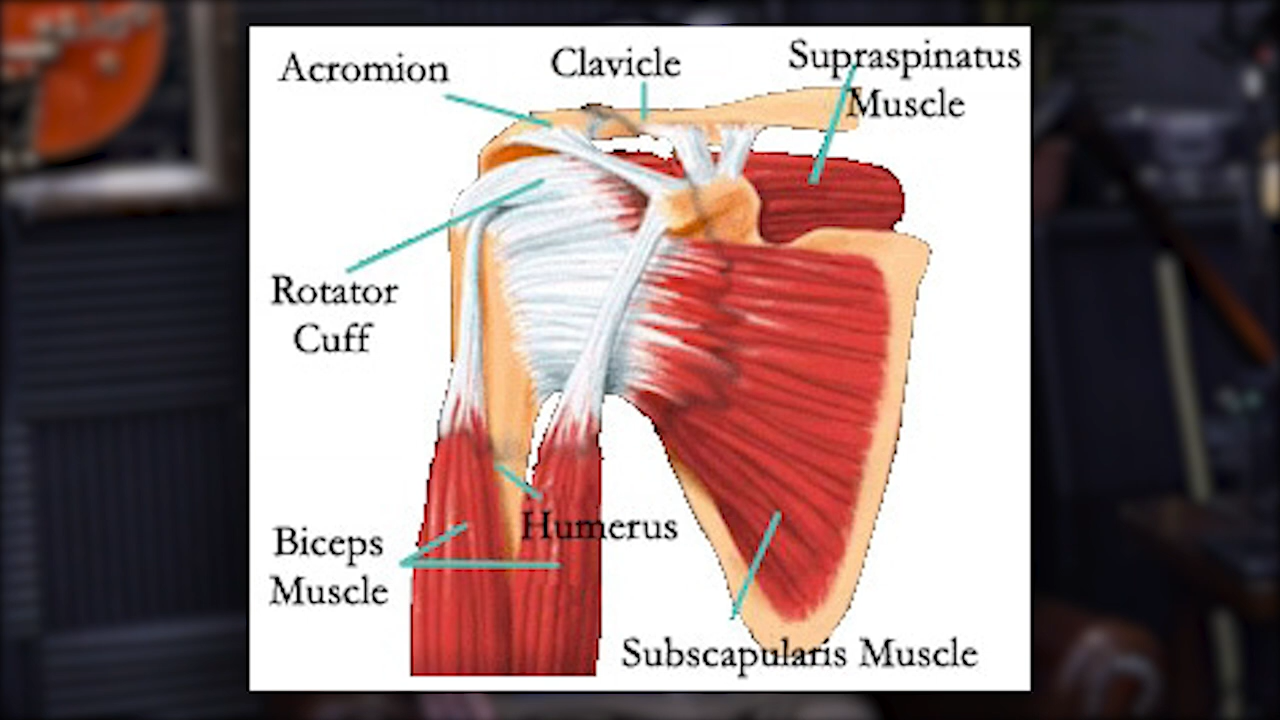 Acromion
Clavicle
Supraspinatus
Muscle
Rotator
Cuff
Humerus
Biceps
Muscle
Subscapularis Muscle